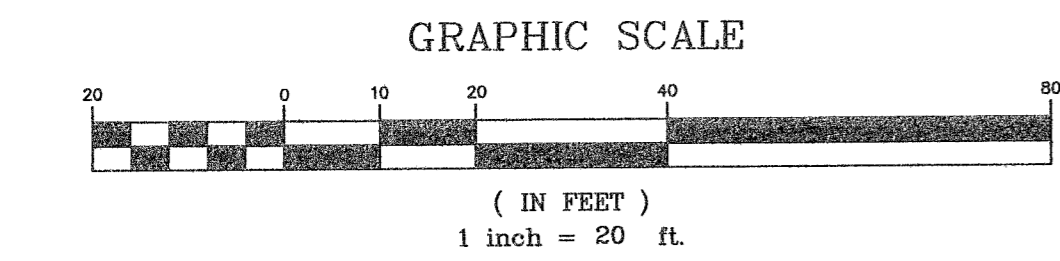 GRAPHIC SCALE
20 0 10 20 40 80
( IN FEET )
1 inch = 20 ft.